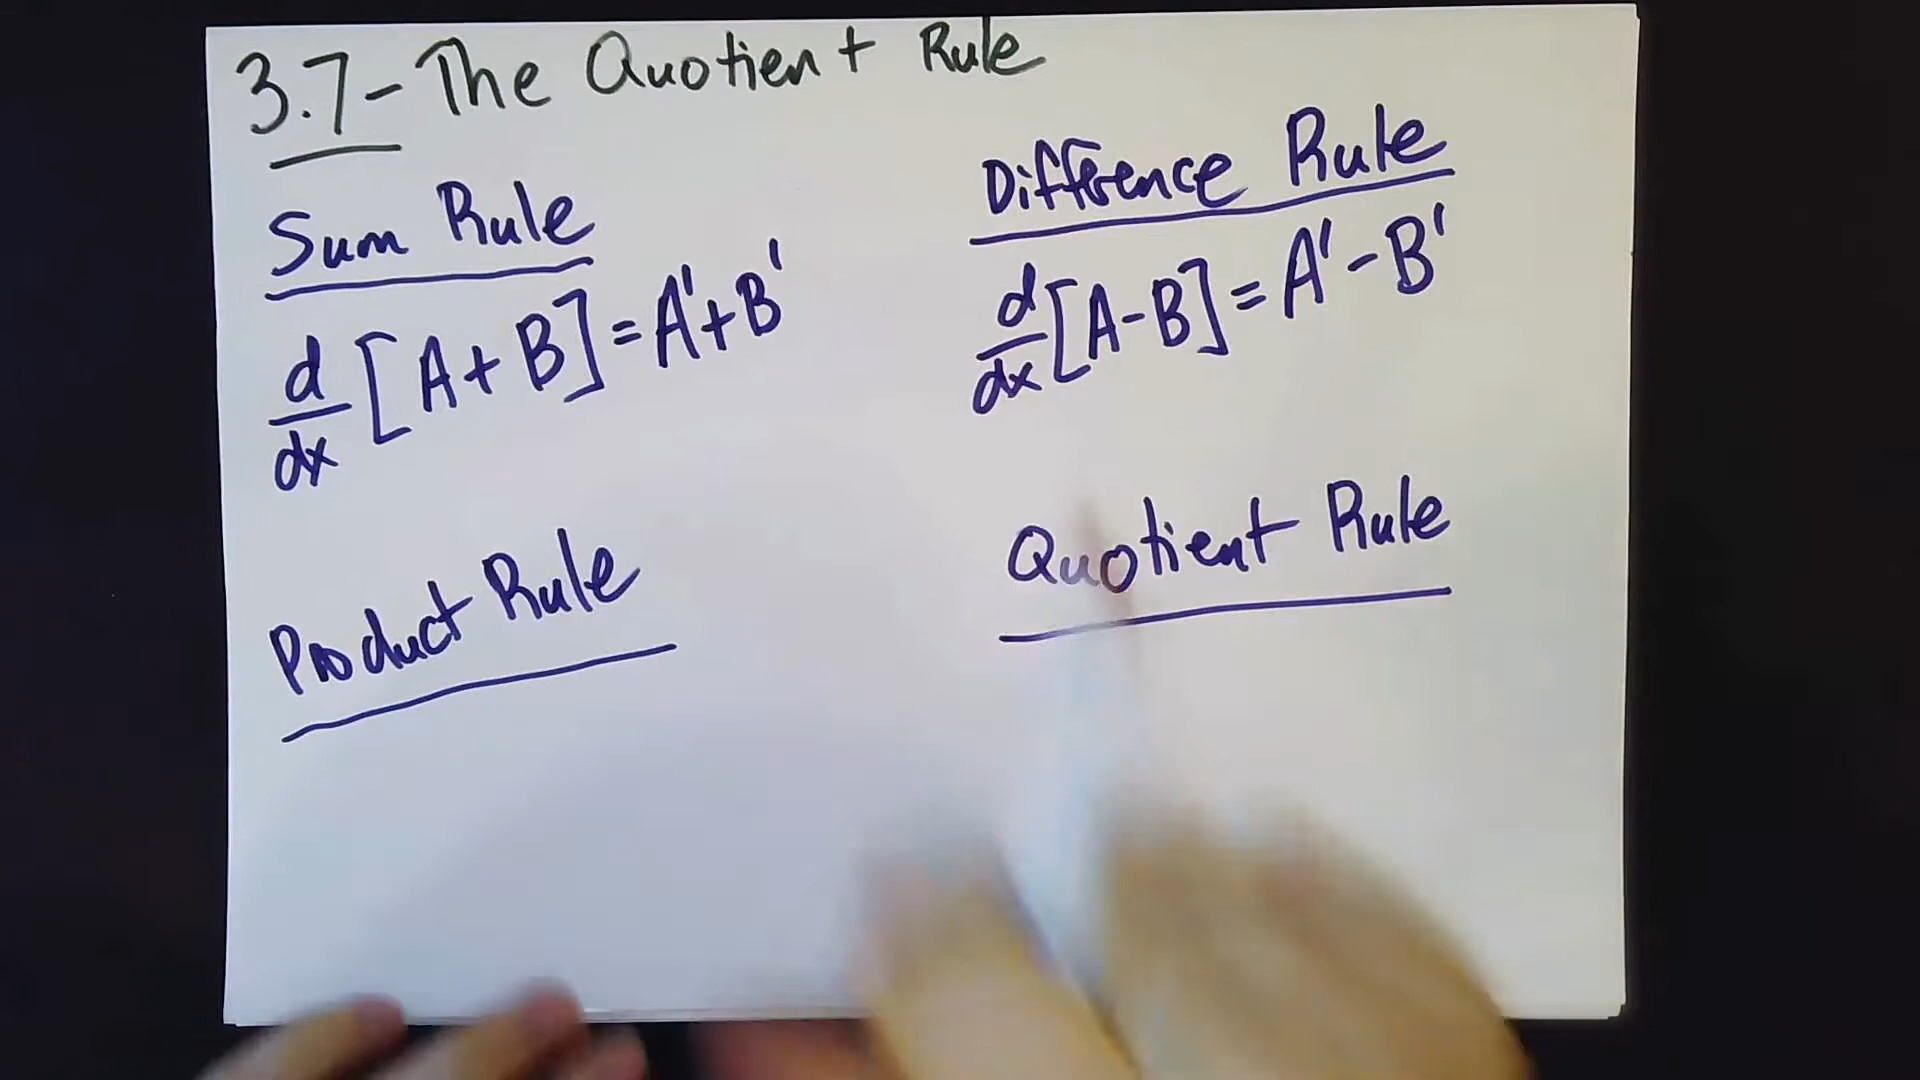 3.7 - The Quotient Rule
Sum Rule
d/dx [A + B] = A' + B'
Difference Rule
d/dx [A - B] = A' - B'
Product Rule
Quotient Rule